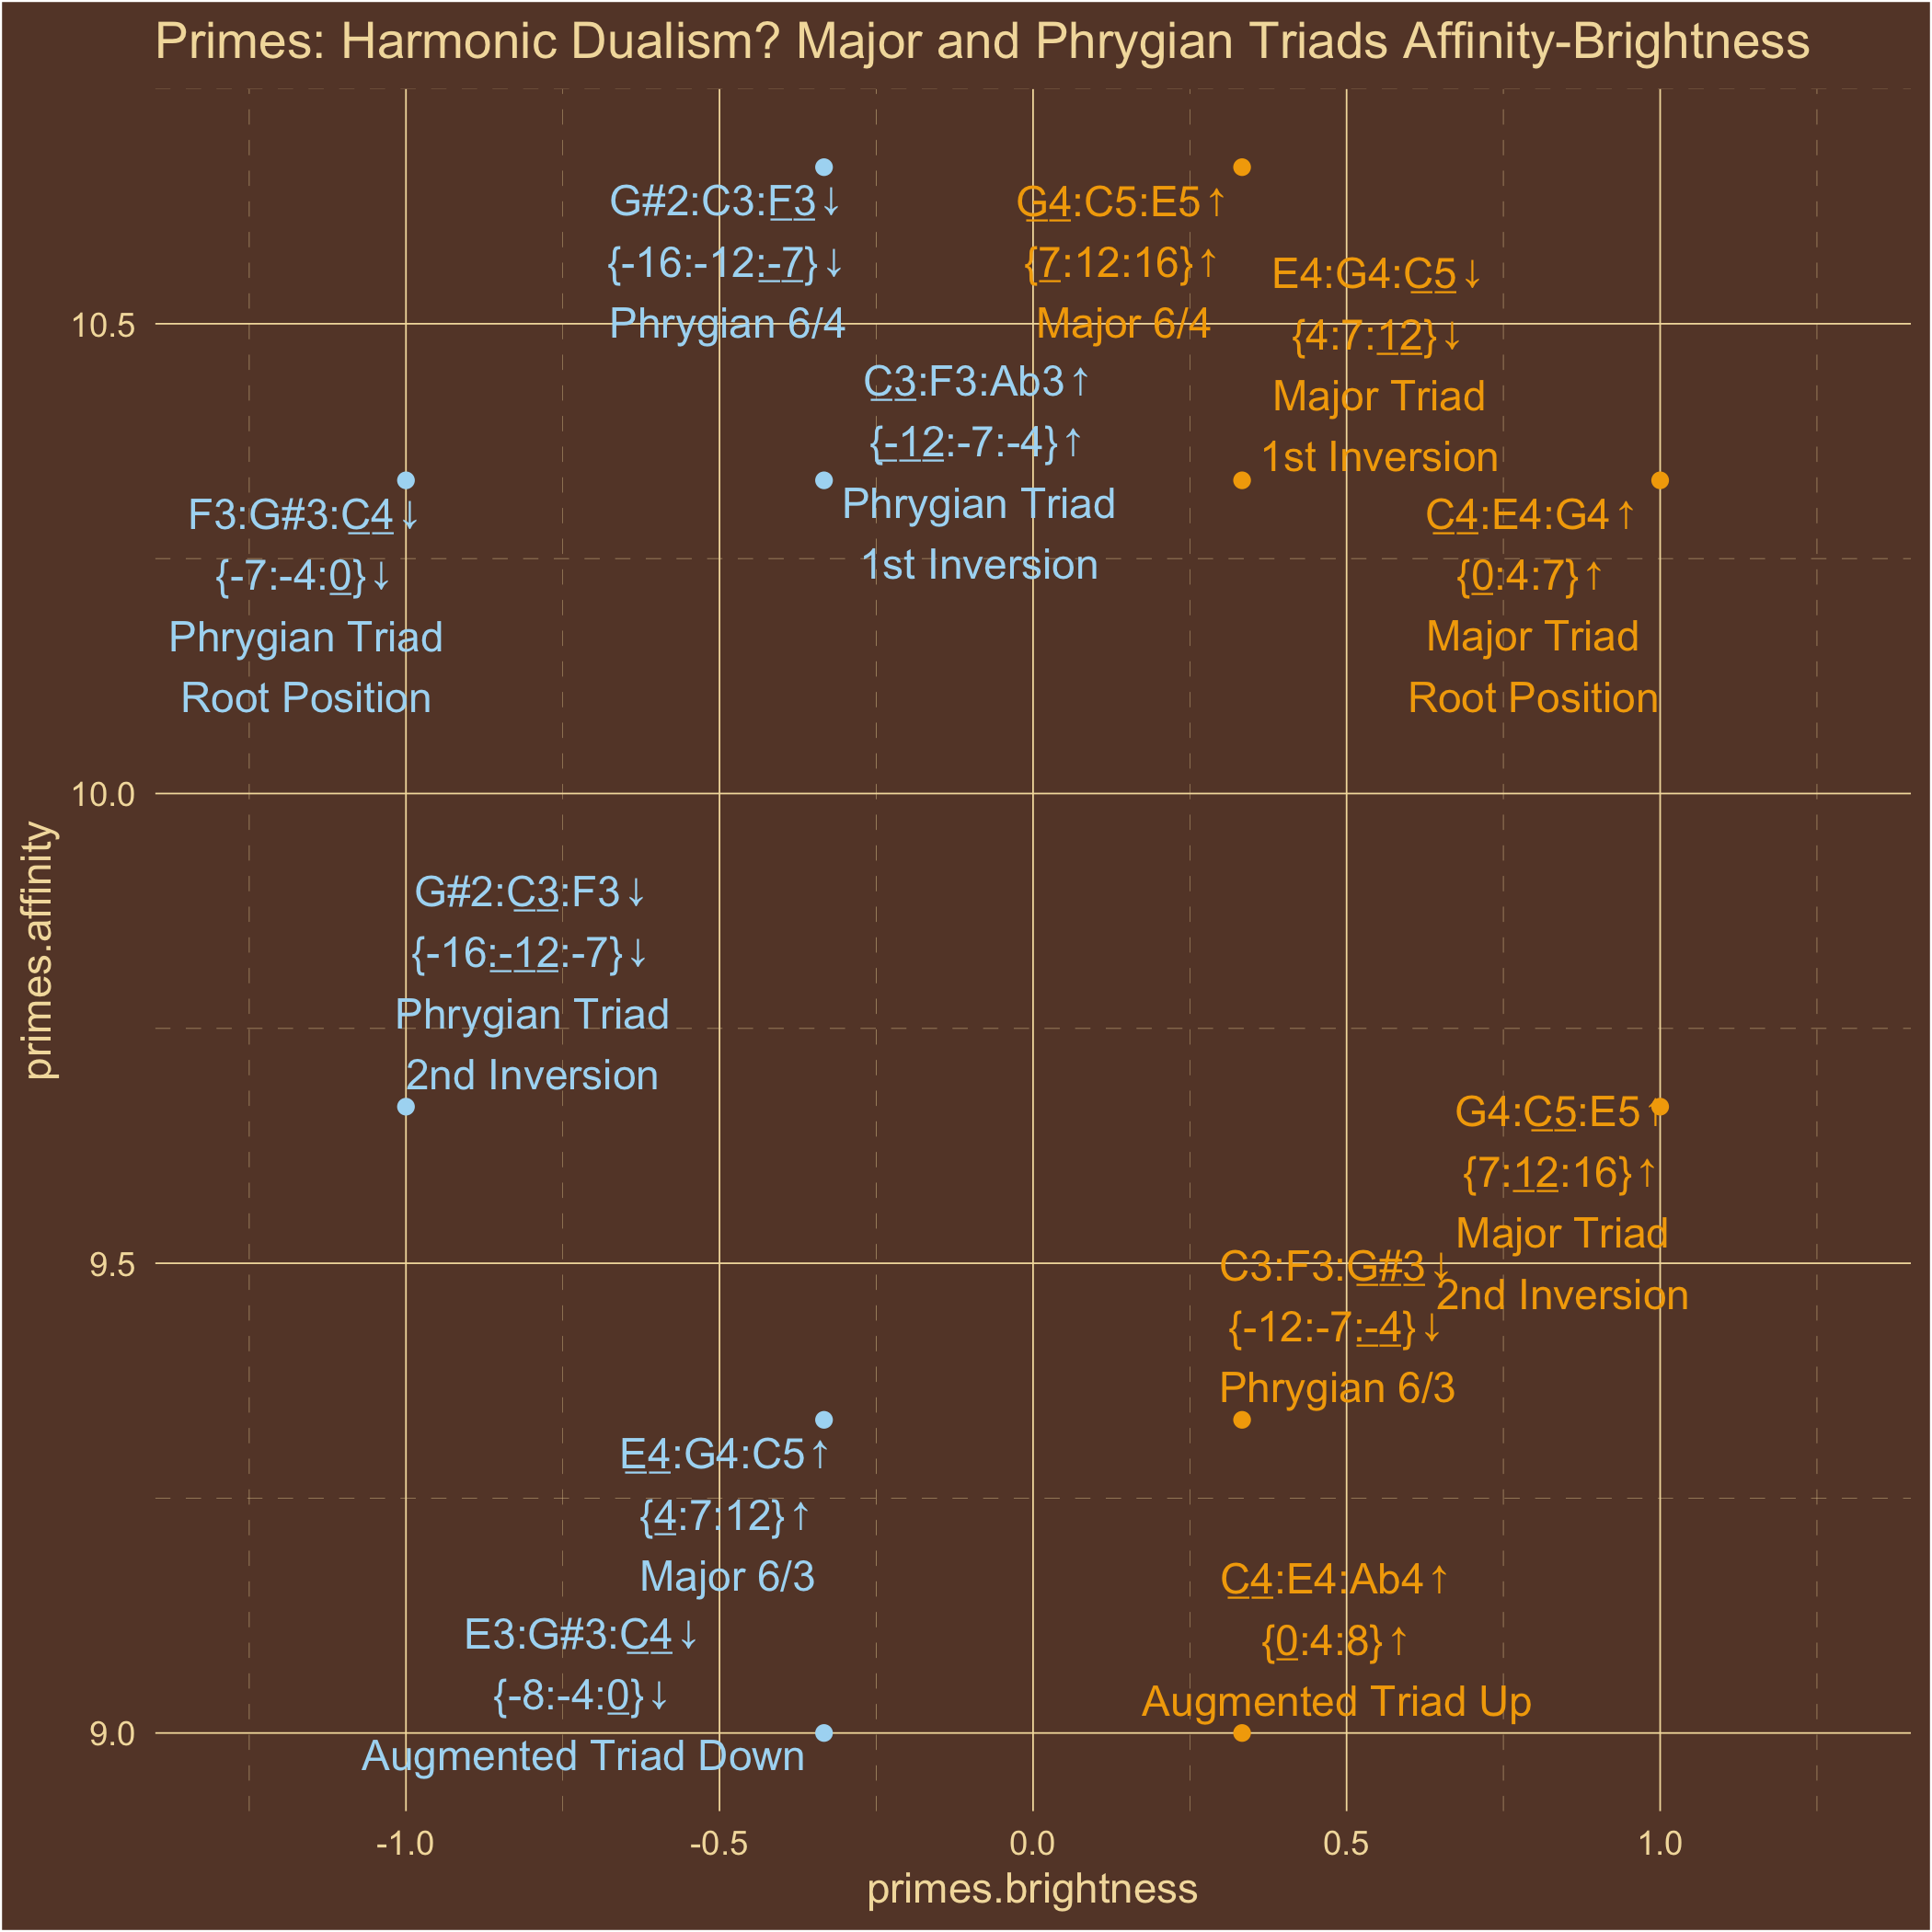 Primes: Harmonic Dualism? Major and Phrygian Triads Affinity-Brightness
G#2:C3:F3↓
{-16:-12:-7}↓
Phrygian 6/4
G4:C5:E5↑
{7:12:16}↑
Major 6/4
E4:G4:C5↓
{4:7:12}↓
Major Triad
1st Inversion
C3:F3:Ab3↑
{-12:-7:-4}↑
Phrygian Triad
1st Inversion
F3:G#3:C4↓
{-7:-4:0}↓
Phrygian Triad
Root Position
C4:E4:G4↑
{0:4:7}↑
Major Triad
Root Position
G#2:C3:F3↓
{-16:-12:-7}↓
Phrygian Triad
2nd Inversion
G4:C5:E5↑
{7:12:16}↑
Major Triad
2nd Inversion
C3:F3:G#3↓
{-12:-7:-4}↓
Phrygian 6/3
E4:G4:C5↑
{4:7:12}↑
Major 6/3
C4:E4:Ab4↑
{0:4:8}↑
Augmented Triad Up
E3:G#3:C4↓
{-8:-4:0}↓
Augmented Triad Down
10.5
10.0
9.5
9.0
primes.affinity
-1.0
-0.5
0.0
0.5
1.0
primes.brightness